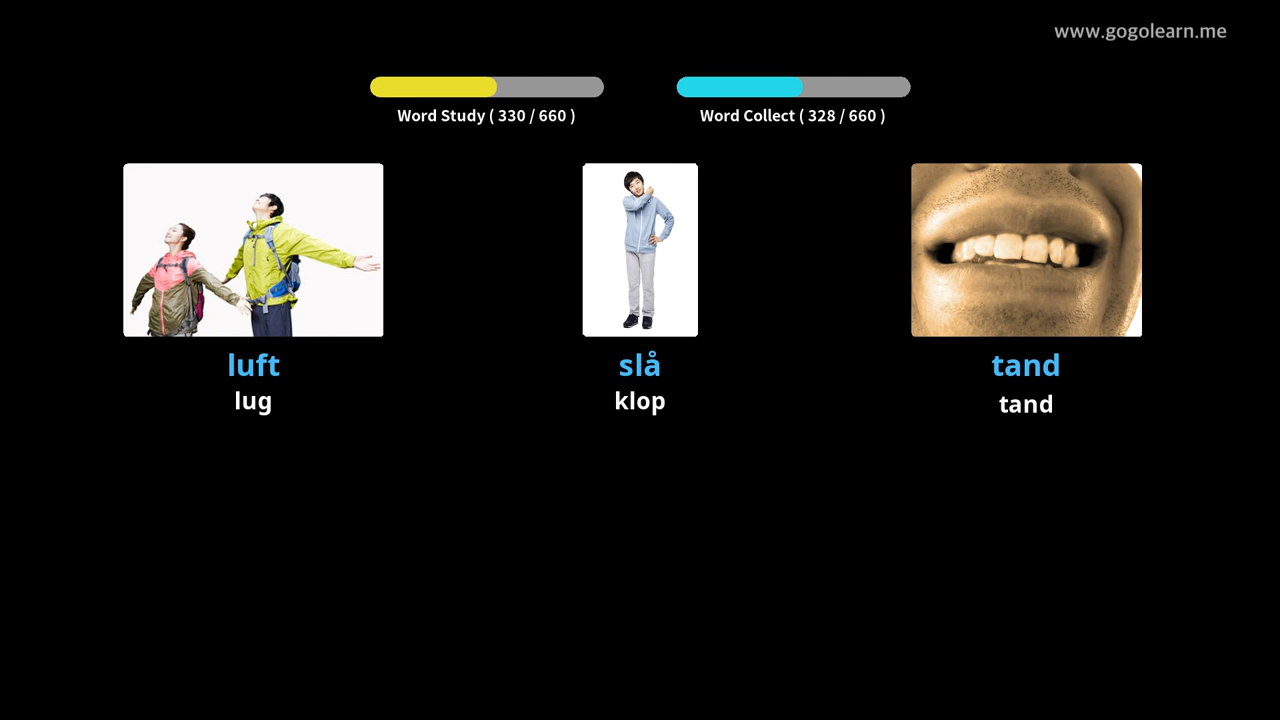 www.gogolearn.me
Word Study ( 330 / 660 )
Word Collect ( 328 / 660 )
luft
lug
slå
klop
tand
tand